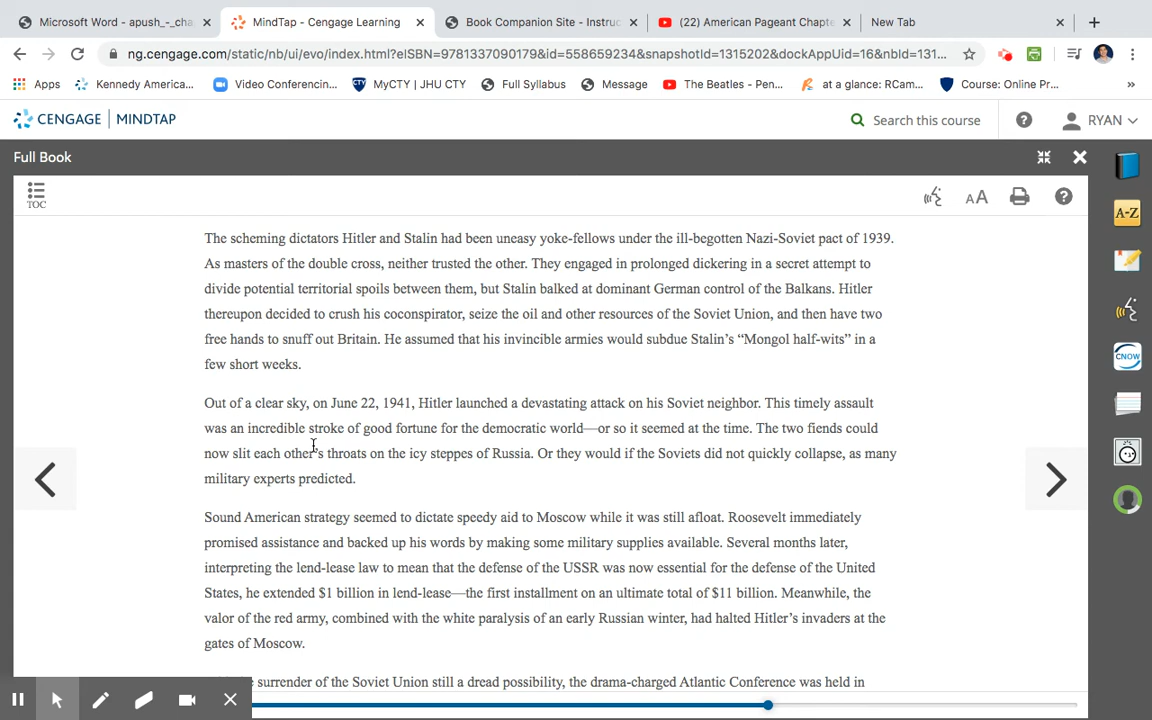 Microsoft Word - apush_-_cha
MindTap - Cengage Learning
Book Companion Site - Instruc
(22) American Pageant Chapte
New Tab
ng.cengage.com/static/nb/ui/evo/index.html?eISBN=9781337090179&id=558659234&snapshotId=1315202&dockAppUid=16&nbId=131...
Apps
Kennedy America...
Video Conferencin...
MyCTY | JHU CTY
Full Syllabus
Message
The Beatles - Pen...
at a glance: RCam...
Course: Online Pr...
»
CENGAGE | MINDTAP
Search this course
RYAN
Full Book
TOC
AA
A-Z
CNOW
The scheming dictators Hitler and Stalin had been uneasy yoke-fellows under the ill-begotten Nazi-Soviet pact of 1939.
As masters of the double cross, neither trusted the other. They engaged in prolonged dickering in a secret attempt to
divide potential territorial spoils between them, but Stalin balked at dominant German control of the Balkans. Hitler
thereupon decided to crush his coconspirator, seize the oil and other resources of the Soviet Union, and then have two
free hands to snuff out Britain. He assumed that his invincible armies would subdue Stalin’s “Mongol half-wits” in a
few short weeks.
Out of a clear sky, on June 22, 1941, Hitler launched a devastating attack on his Soviet neighbor. This timely assault
was an incredible stroke of good fortune for the democratic world—or so it seemed at the time. The two fiends could
now slit each other’s throats on the icy steppes of Russia. Or they would if the Soviets did not quickly collapse, as many
military experts predicted.
Sound American strategy seemed to dictate speedy aid to Moscow while it was still afloat. Roosevelt immediately
promised assistance and backed up his words by making some military supplies available. Several months later,
interpreting the lend-lease law to mean that the defense of the USSR was now essential for the defense of the United
States, he extended $1 billion in lend-lease—the first installment on an ultimate total of $11 billion. Meanwhile, the
valor of the red army, combined with the white paralysis of an early Russian winter, had halted Hitler’s invaders at the
gates of Moscow.
surrender of the Soviet Union still a dread possibility, the drama-charged Atlantic Conference was held in